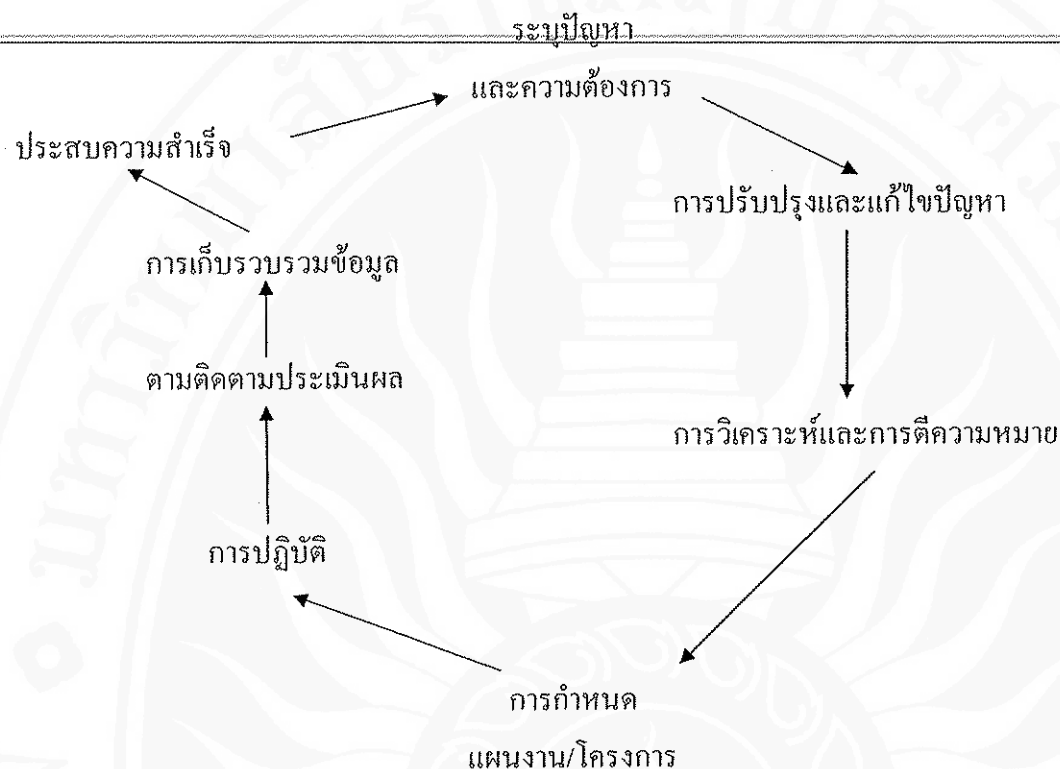 ระบุปัญหา
และความต้องการ
ประสบความสำเร็จ
การปรับปรุงและแก้ไขปัญหา
การเก็บรวบรวมข้อมูล
ตามติดตามประเมินผล
การวิเคราะห์และการตีความหมาย
การปฏิบัติ
การกำหนด
แผนงาน/โครงการ